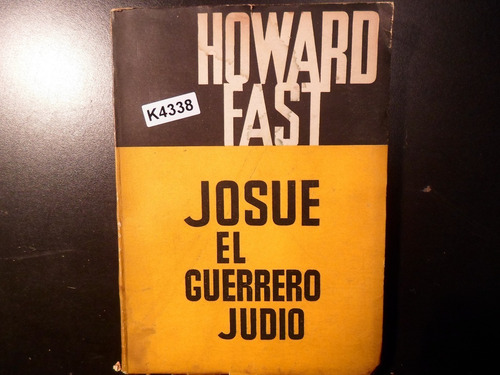 HOWARD
FAST
K4338
JOSUE
EL
GUERRERO
JUDIO